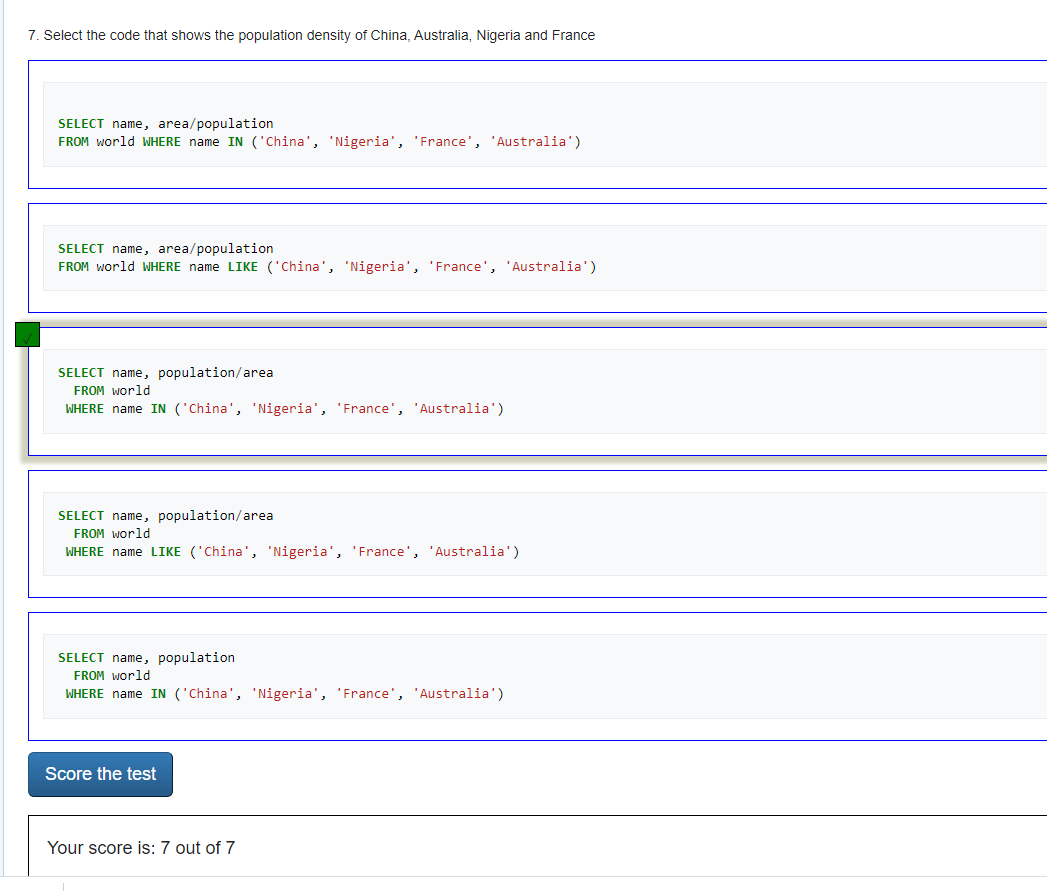 7. Select the code that shows the population density of China, Australia, Nigeria and France
SELECT name, area/population
FROM world WHERE name IN ('China', 'Nigeria', 'France', 'Australia')
SELECT name, area/population
FROM world WHERE name LIKE ('China', 'Nigeria', 'France', 'Australia')
SELECT name, population/area
FROM world
WHERE name IN ('China', 'Nigeria', 'France', 'Australia')
SELECT name, population/area
FROM world
WHERE name LIKE ('China', 'Nigeria', 'France', 'Australia')
SELECT name, population
FROM world
WHERE name IN ('China', 'Nigeria', 'France', 'Australia')
Score the test
Your score is: 7 out of 7